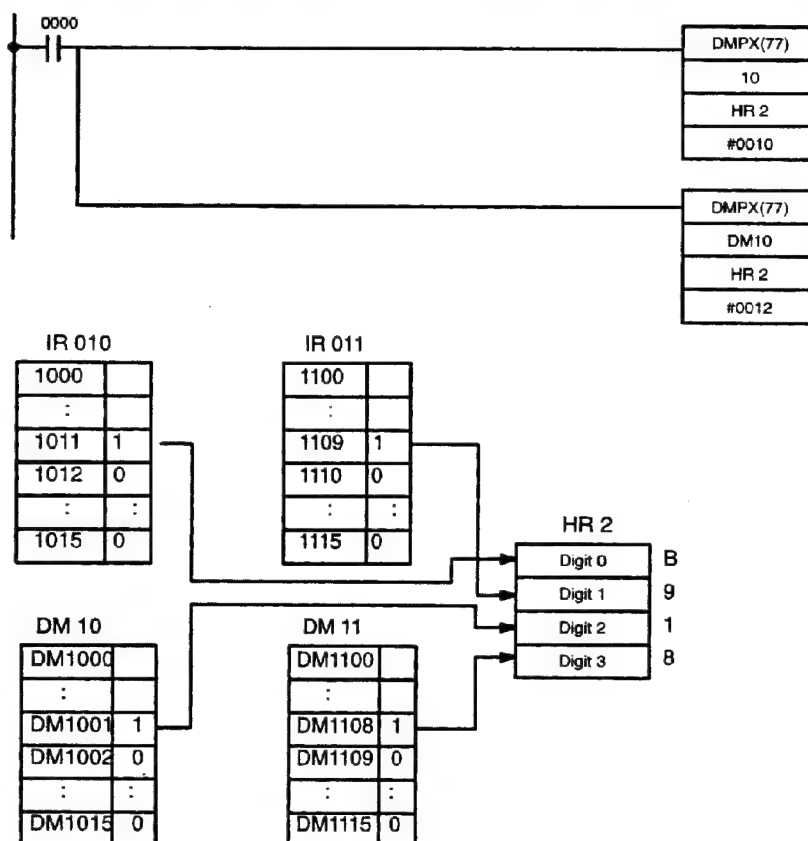 0000
DMPX(77)
10
HR 2
#0010
DMPX(77)
DM10
HR 2
#0012
IR 010
1000
:
1011 1
1012 0
: :
1015 0
IR 011
1100
:
1109 1
1110 0
: :
1115 0
HR 2
Digit 0 B
Digit 1 9
Digit 2 1
Digit 3 8
DM 10
DM1000
:
DM1001 1
DM1002 0
: :
DM1015 0
DM 11
DM1100
:
DM1108 1
DM1109 0
: :
DM1115 0